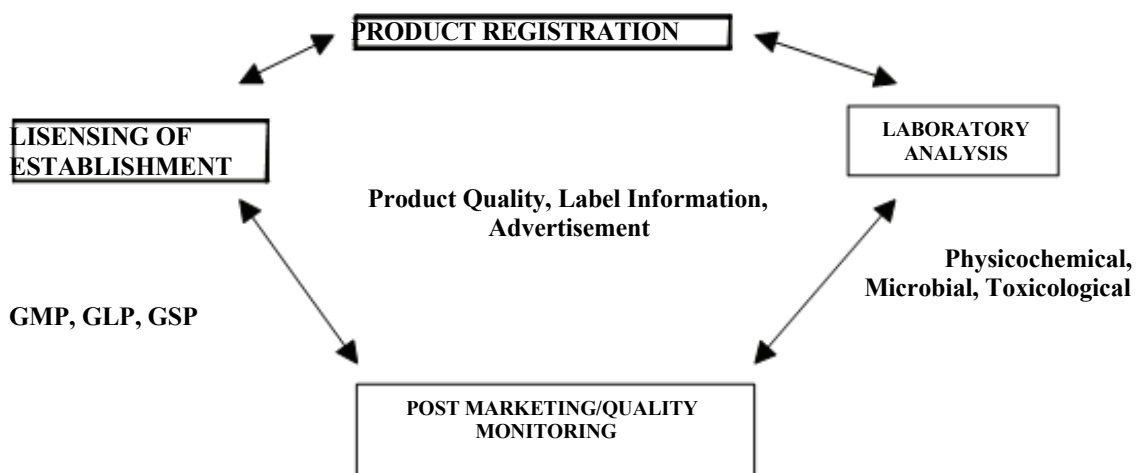 PRODUCT REGISTRATION
LISENSING OF
ESTABLISHMENT
LABORATORY
ANALYSIS
Product Quality, Label Information,
Advertisement
Physicochemical,
Microbial, Toxicological
GMP, GLP, GSP
POST MARKETING/QUALITY
MONITORING